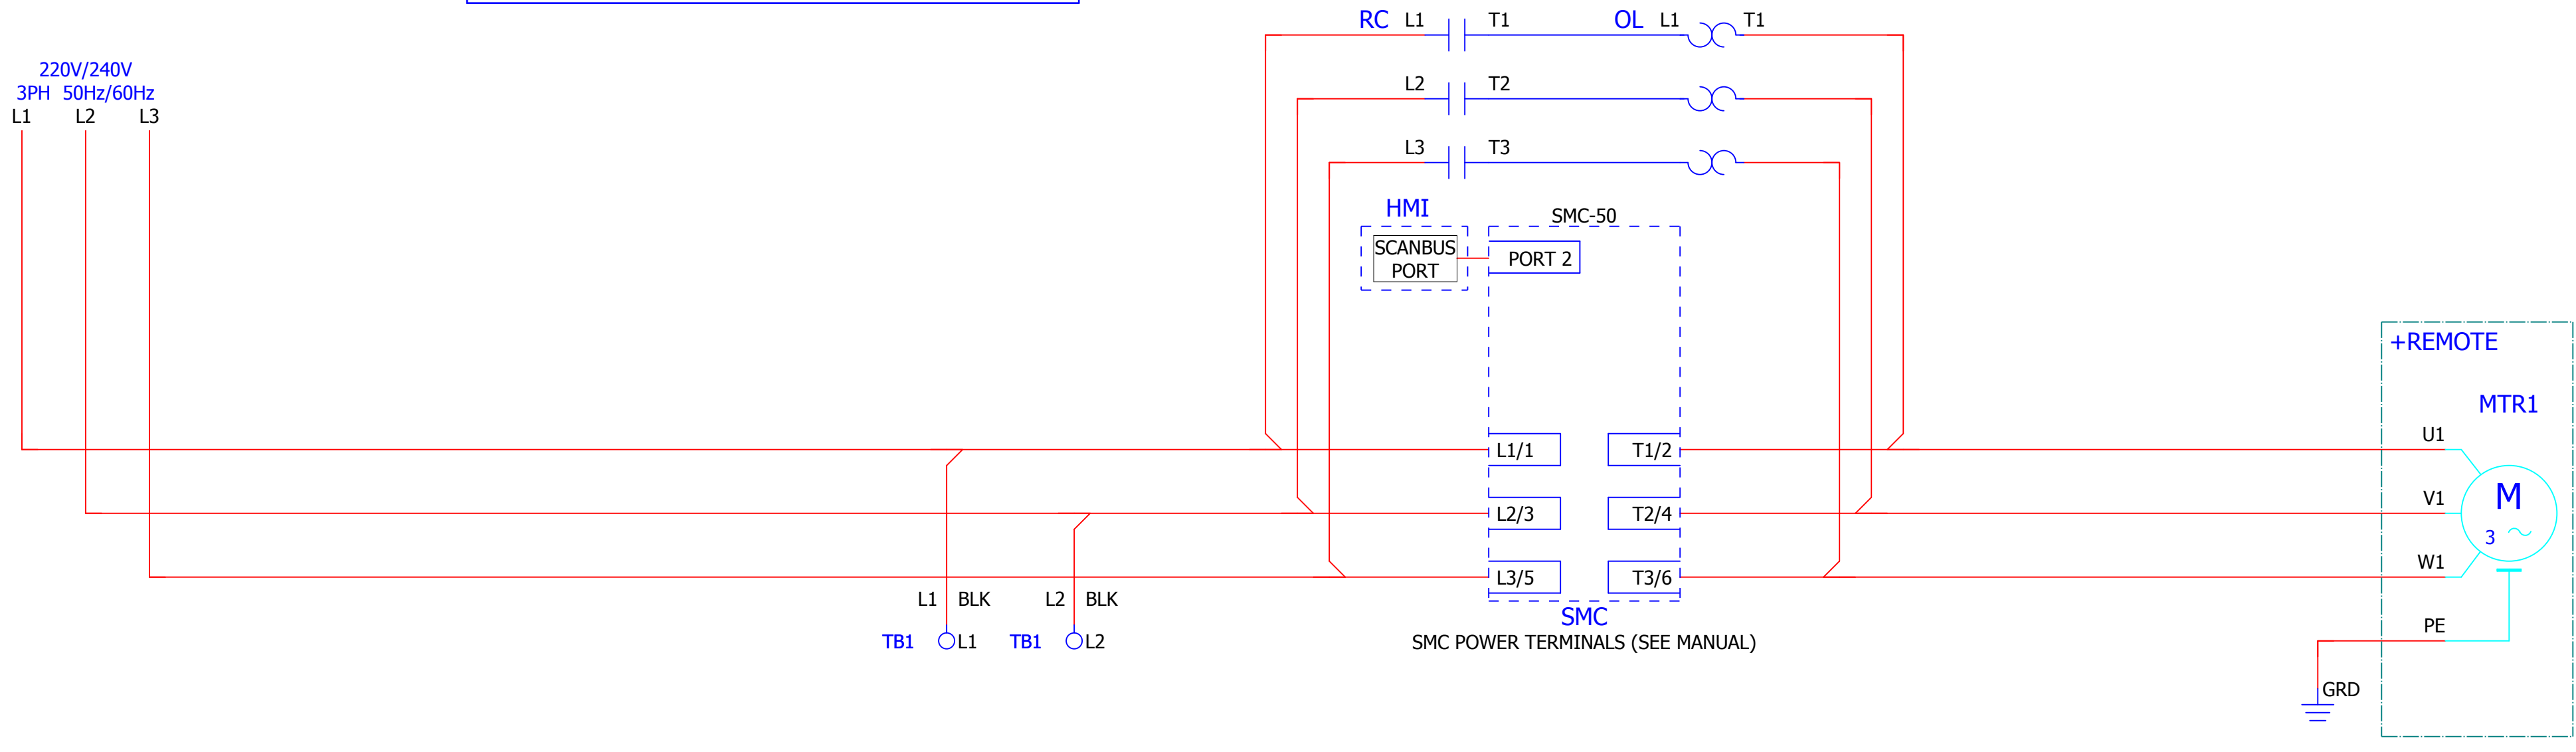 RC L1 T1 OL L1 T1
220V/240V
3PH 50Hz/60Hz
L1 L2 L3
L2 T2
L3 T3
HMI
SCANBUS
PORT
SMC-50
PORT 2
+REMOTE
MTR1
L1/1 T1/2
L2/3 T2/4
L3/5 T3/6
U1
V1
W1
PE
M
3
L1 BLK L2 BLK
TB1 L1 TB1 L2
SMC
SMC POWER TERMINALS (SEE MANUAL)
GRD